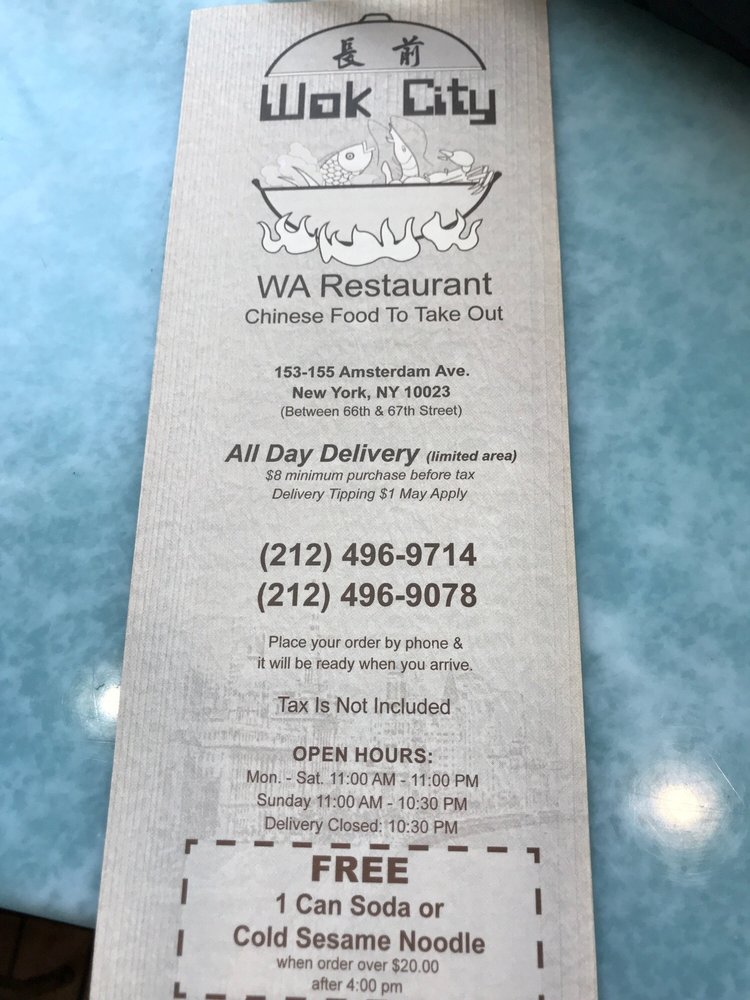 長 前
Wok City
WA Restaurant
Chinese Food To Take Out
153-155 Amsterdam Ave.
New York, NY 10023
(Between 66th & 67th Street)
All Day Delivery (limited area)
$8 minimum purchase before tax
Delivery Tipping $1 May Apply
(212) 496-9714
(212) 496-9078
Place your order by phone &
it will be ready when you arrive.
Tax Is Not Included
OPEN HOURS:
Mon. - Sat. 11:00 AM - 11:00 PM
Sunday 11:00 AM - 10:30 PM
Delivery Closed: 10:30 PM
FREE
1 Can Soda or
Cold Sesame Noodle
when order over $20.00
after 4:00 pm